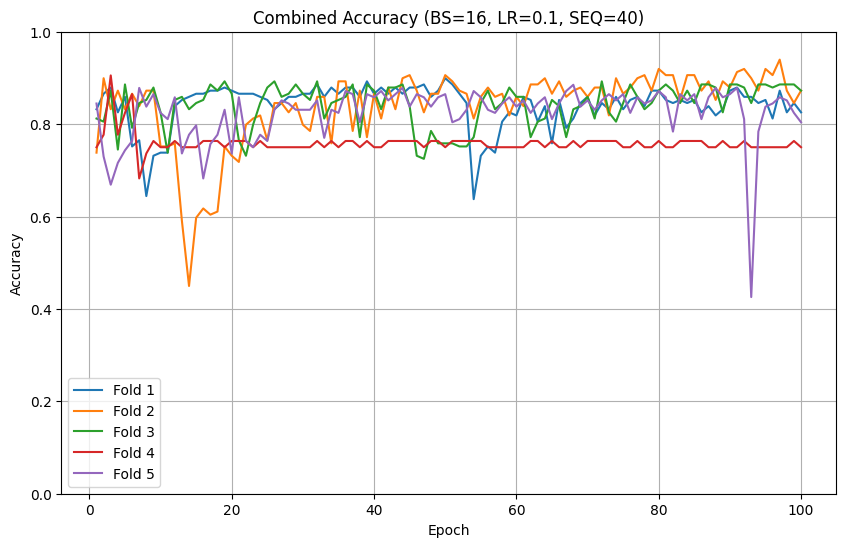 Combined Accuracy (BS=16, LR=0.1, SEQ=40)
1.0
0.8
0.6
0.4
0.2
0.0
Accuracy
Fold 1
Fold 2
Fold 3
Fold 4
Fold 5
0 20 40 60 80 100
Epoch